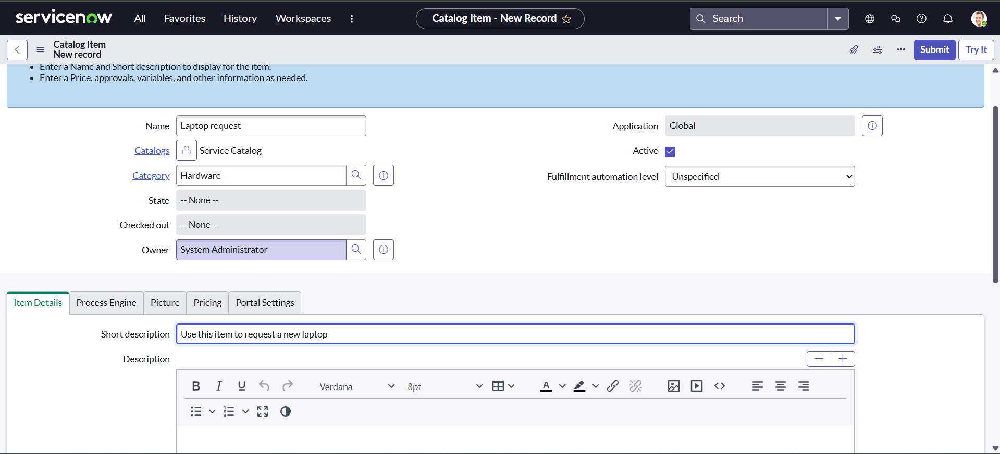 servicenow All Favorites History Workspaces Catalog Item - New Record Search
Catalog Item
New record
Submit Try It
Enter a Name and Short description to display for the item.
Enter a Price, approvals, variables, and other information as needed.
Name Laptop request Application Global
Catalogs Service Catalog Active
Category Hardware Fulfillment automation level Unspecified
State -- None --
Checked out -- None --
Owner System Administrator
Item Details Process Engine Picture Pricing Portal Settings
Short description Use this item to request a new laptop
Description
Verdana 8pt